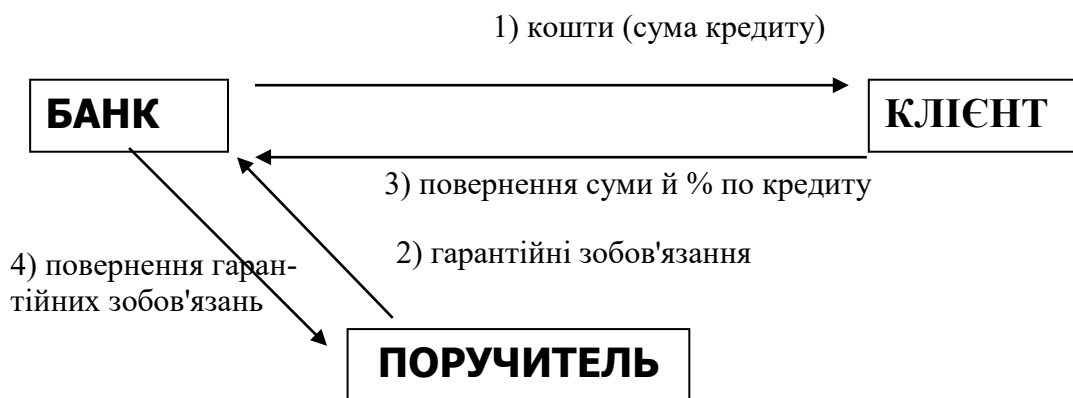 1) кошти (сума кредиту)
БАНК
КЛІЄНТ
3) повернення суми й % по кредиту
2) гарантійні зобов'язання
4) повернення гаран-
тійних зобов'язань
ПОРУЧИТЕЛЬ